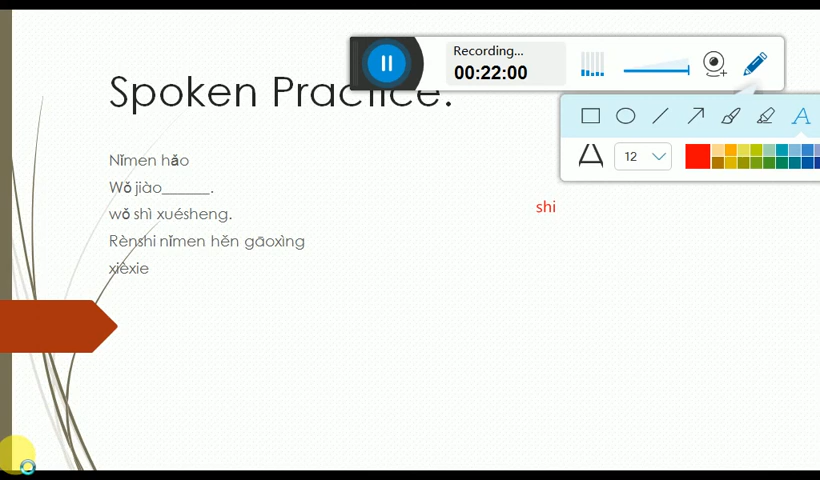 Recording...
00:22:00
Spoken Practice.
12
Nǐmen hǎo
Wǒ jiào______.
shi
wǒ shì xuésheng.
Rènshi nǐmen hěn gāoxìng
xièxie